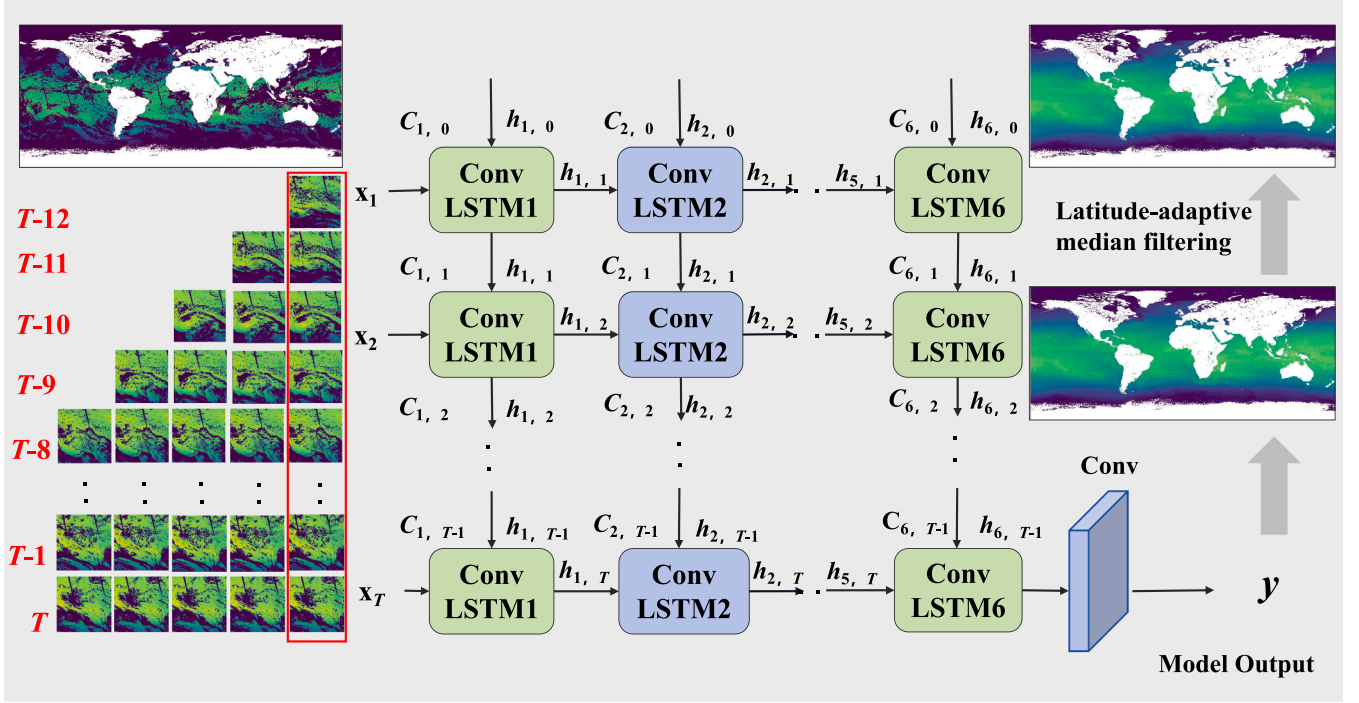 T-12
T-11
T-10
T-9
T-8
T-1
T
C1, 0 h1, 0 C2, 0 h2, 0 C6, 0 h6, 0
x1
Conv
LSTM1
h1, 1
Conv
LSTM2
h2, 1
h5, 1
Conv
LSTM6
C1, 1 h1, 1 C2, 1 h2, 1 C6, 1 h6, 1
x2
Conv
LSTM1
h1, 2
Conv
LSTM2
h2, 2
h5, 2
Conv
LSTM6
C1, 2 h1, 2 C2, 2 h2, 2 C6, 2 h6, 2
C1, T-1 h1, T-1 C2, T-1 h2, T-1 C6, T-1 h6, T-1
xT
Conv
LSTM1
h1, T
Conv
LSTM2
h2, T
h5, T
Conv
LSTM6
Conv
y
Model Output
Latitude-adaptive
median filtering